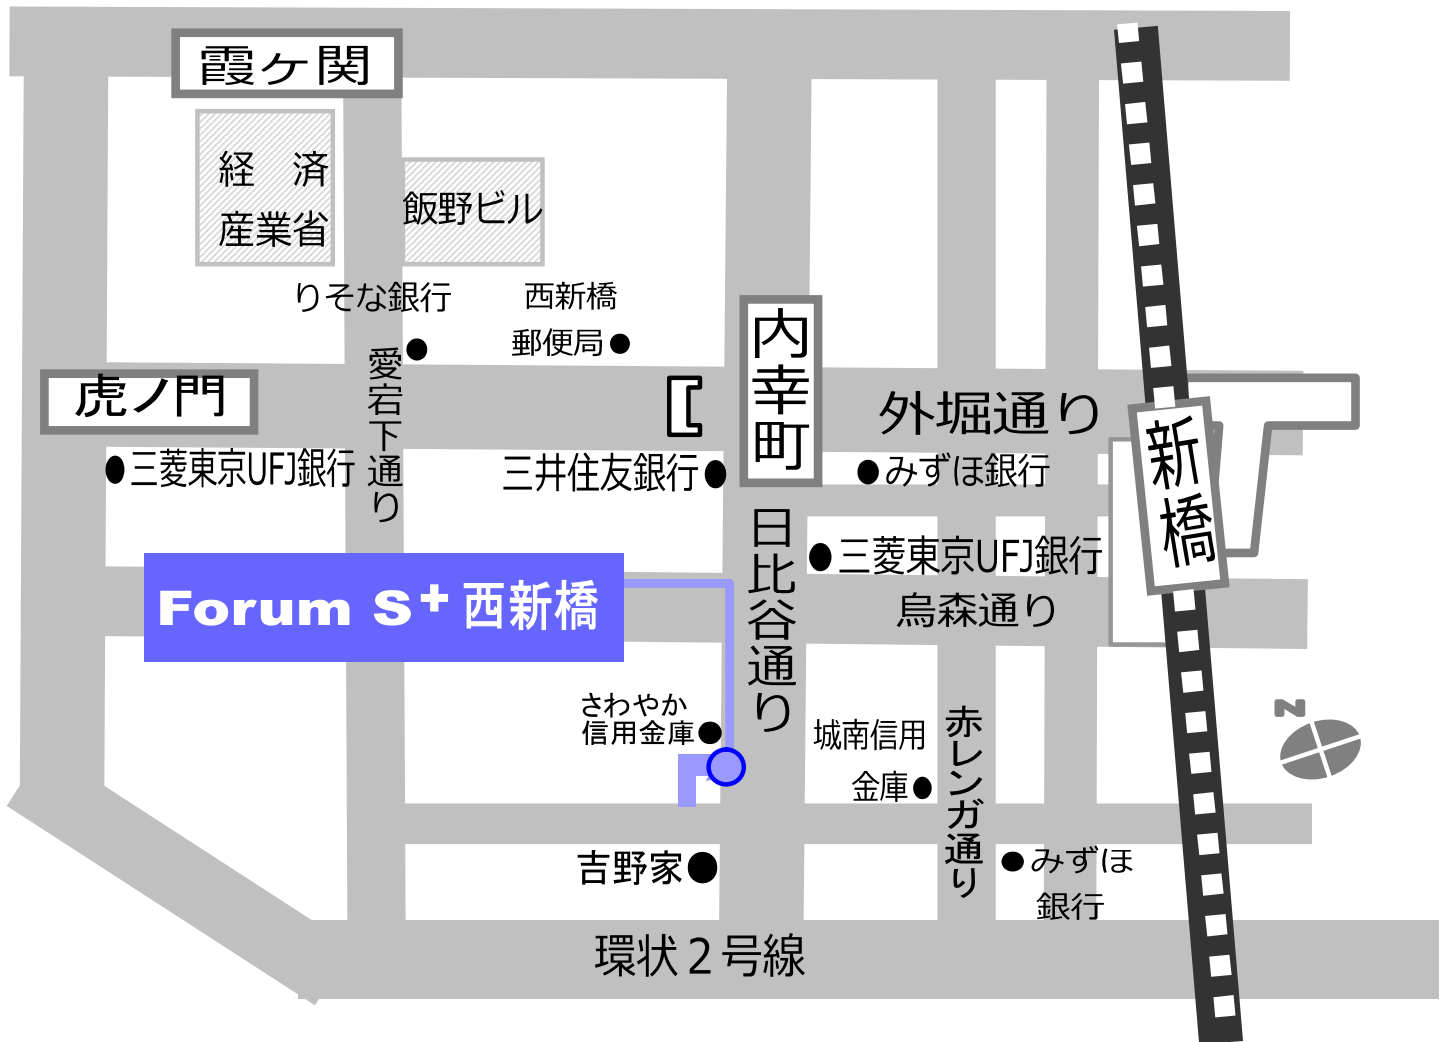 霞ヶ関
経　済
産業省
飯野ビル
りそな銀行
西新橋
郵便局
内幸町
愛宕下通り
虎ノ門
外堀通り
新橋
三菱東京UFJ銀行
三井住友銀行
みずほ銀行
日比谷通り
三菱東京UFJ銀行
Forum S+ 西新橋
烏森通り
さわやか
信用金庫
城南信用
金庫
赤レンガ通り
N
吉野家
みずほ
銀行
環状２号線